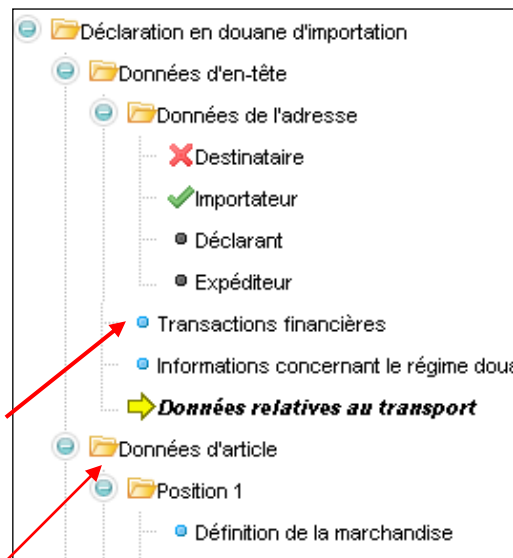 Déclaration en douane d'importation
Données d'en-tête
Données de l'adresse
Destinataire
Importateur
Déclarant
Expéditeur
Transactions financières
Informations concernant le régime doua
Données relatives au transport
Données d'article
Position 1
Définition de la marchandise